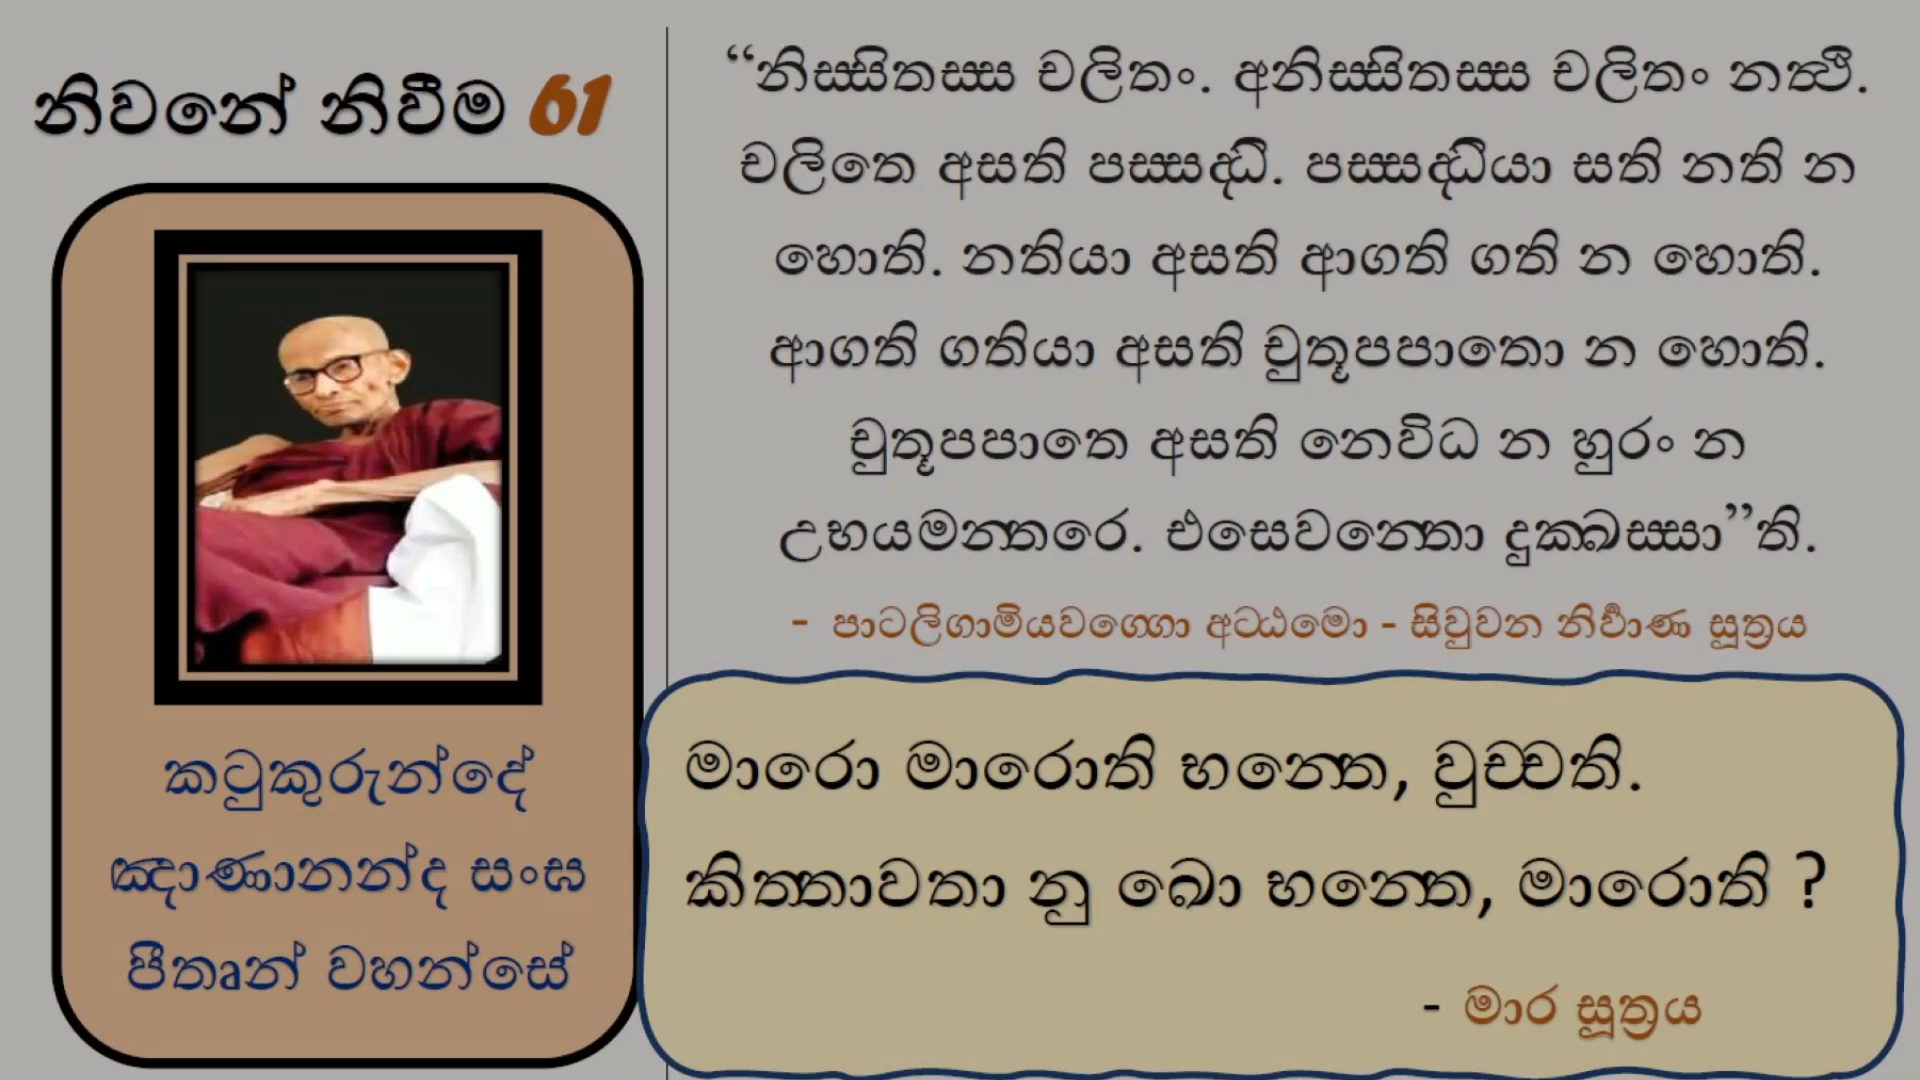 නිවනේ නිවීම 61
කටුකුරුන්දේ
ඤාණානන්ද සංඝ
පීතෘන් වහන්සේ
“නිස්සිතස්ස චලිතං. අනිස්සිතස්ස චලිතං නත්ථි.
චලිතෙ අසති පස්සද්ධි. පස්සද්ධියා සති නති න
හොති. නතියා අසති ආගති ගති න හොති.
ආගති ගතියා අසති චුතූපපාතො න හොති.
චුතූපපාතෙ අසති නෙවිධ න හුරං න
උභයමන්තරෙ. එසෙවන්තො දුක්ඛස්සා”ති.
- පාටලිගාමියවග්ගො අට්ඨමො - සිවුවන නිර්වාණ සූත්‍රය
මාරො මාරොති භන්තෙ, වුච්චති.
කිත්තාවතා නු ඛො භන්තෙ, මාරොති ?
- මාර සූත්‍රය